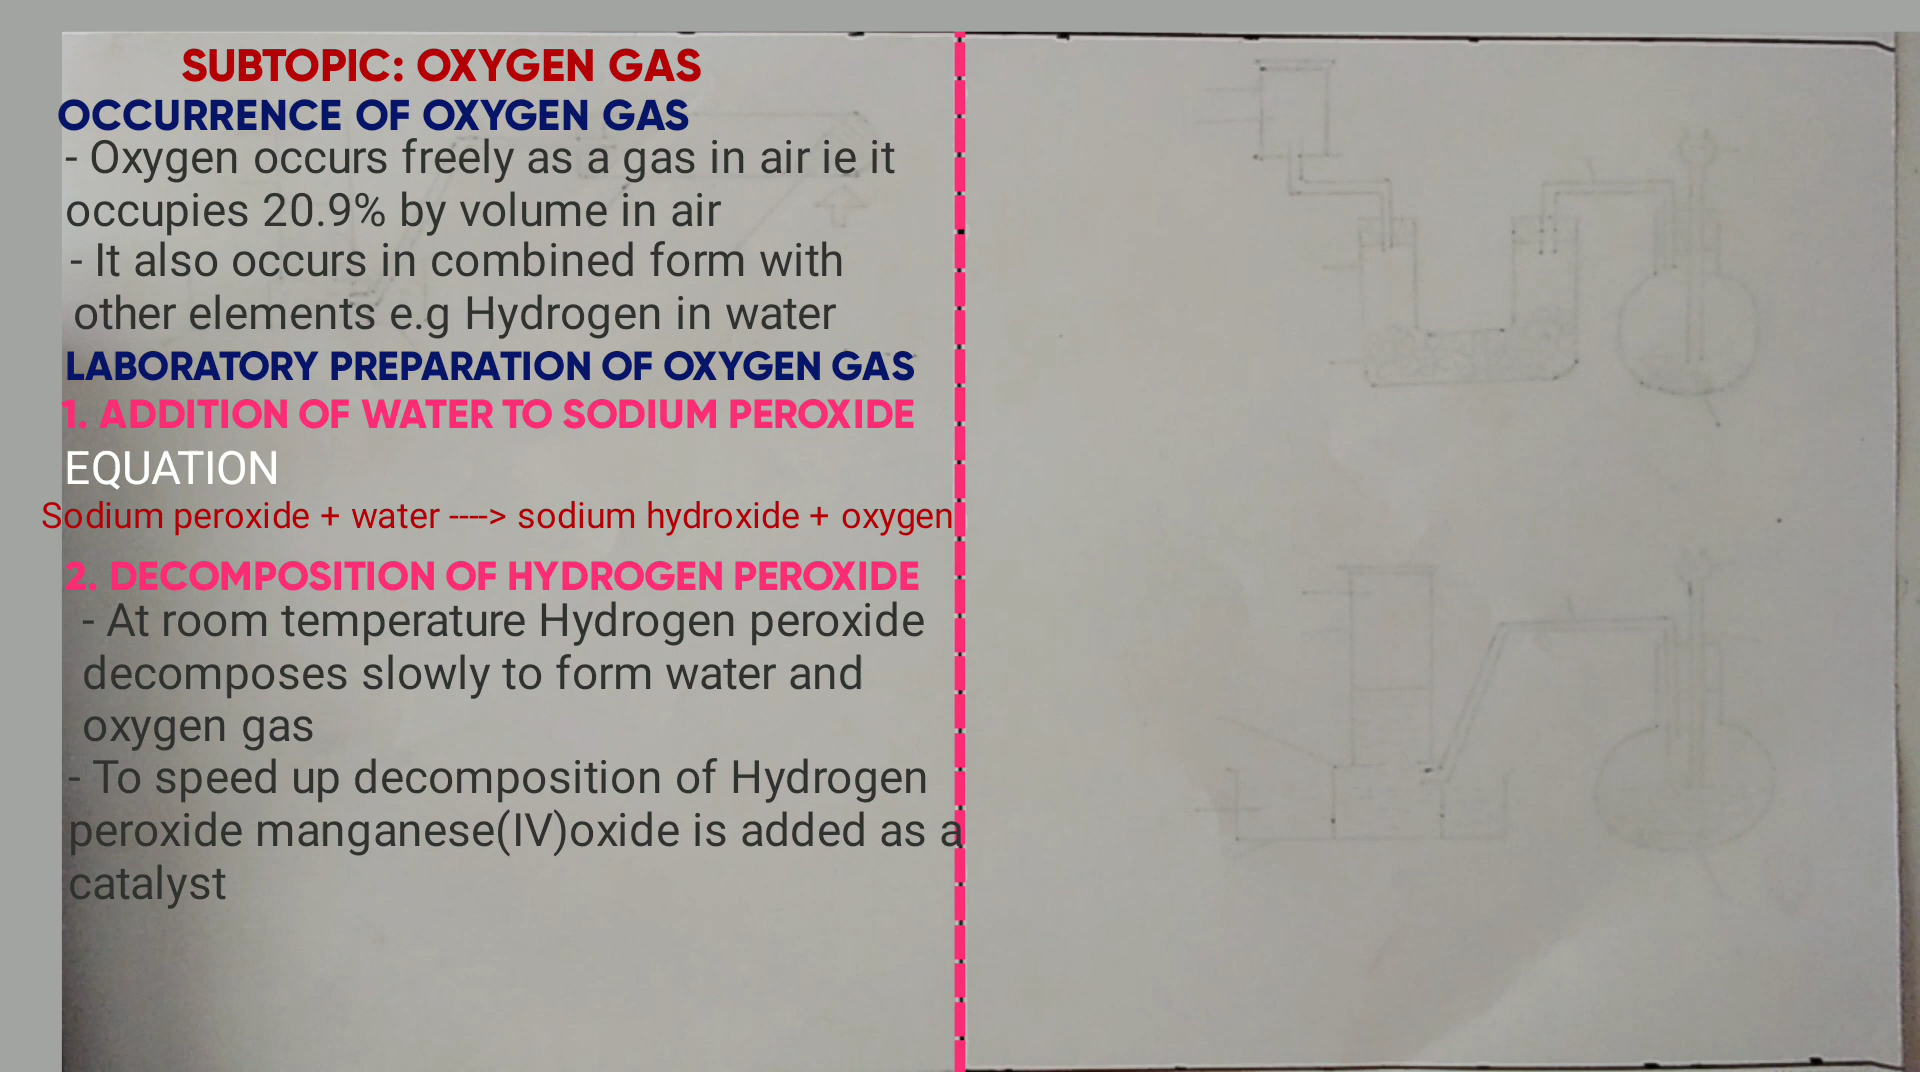 SUBTOPIC: OXYGEN GAS
OCCURRENCE OF OXYGEN GAS
- Oxygen occurs freely as a gas in air ie it
occupies 20.9% by volume in air
- It also occurs in combined form with
other elements e.g Hydrogen in water
LABORATORY PREPARATION OF OXYGEN GAS
1. ADDITION OF WATER TO SODIUM PEROXIDE
EQUATION
Sodium peroxide + water ----> sodium hydroxide + oxygen
2. DECOMPOSITION OF HYDROGEN PEROXIDE
- At room temperature Hydrogen peroxide
decomposes slowly to form water and
oxygen gas
- To speed up decomposition of Hydrogen
peroxide manganese(IV)oxide is added as a
catalyst